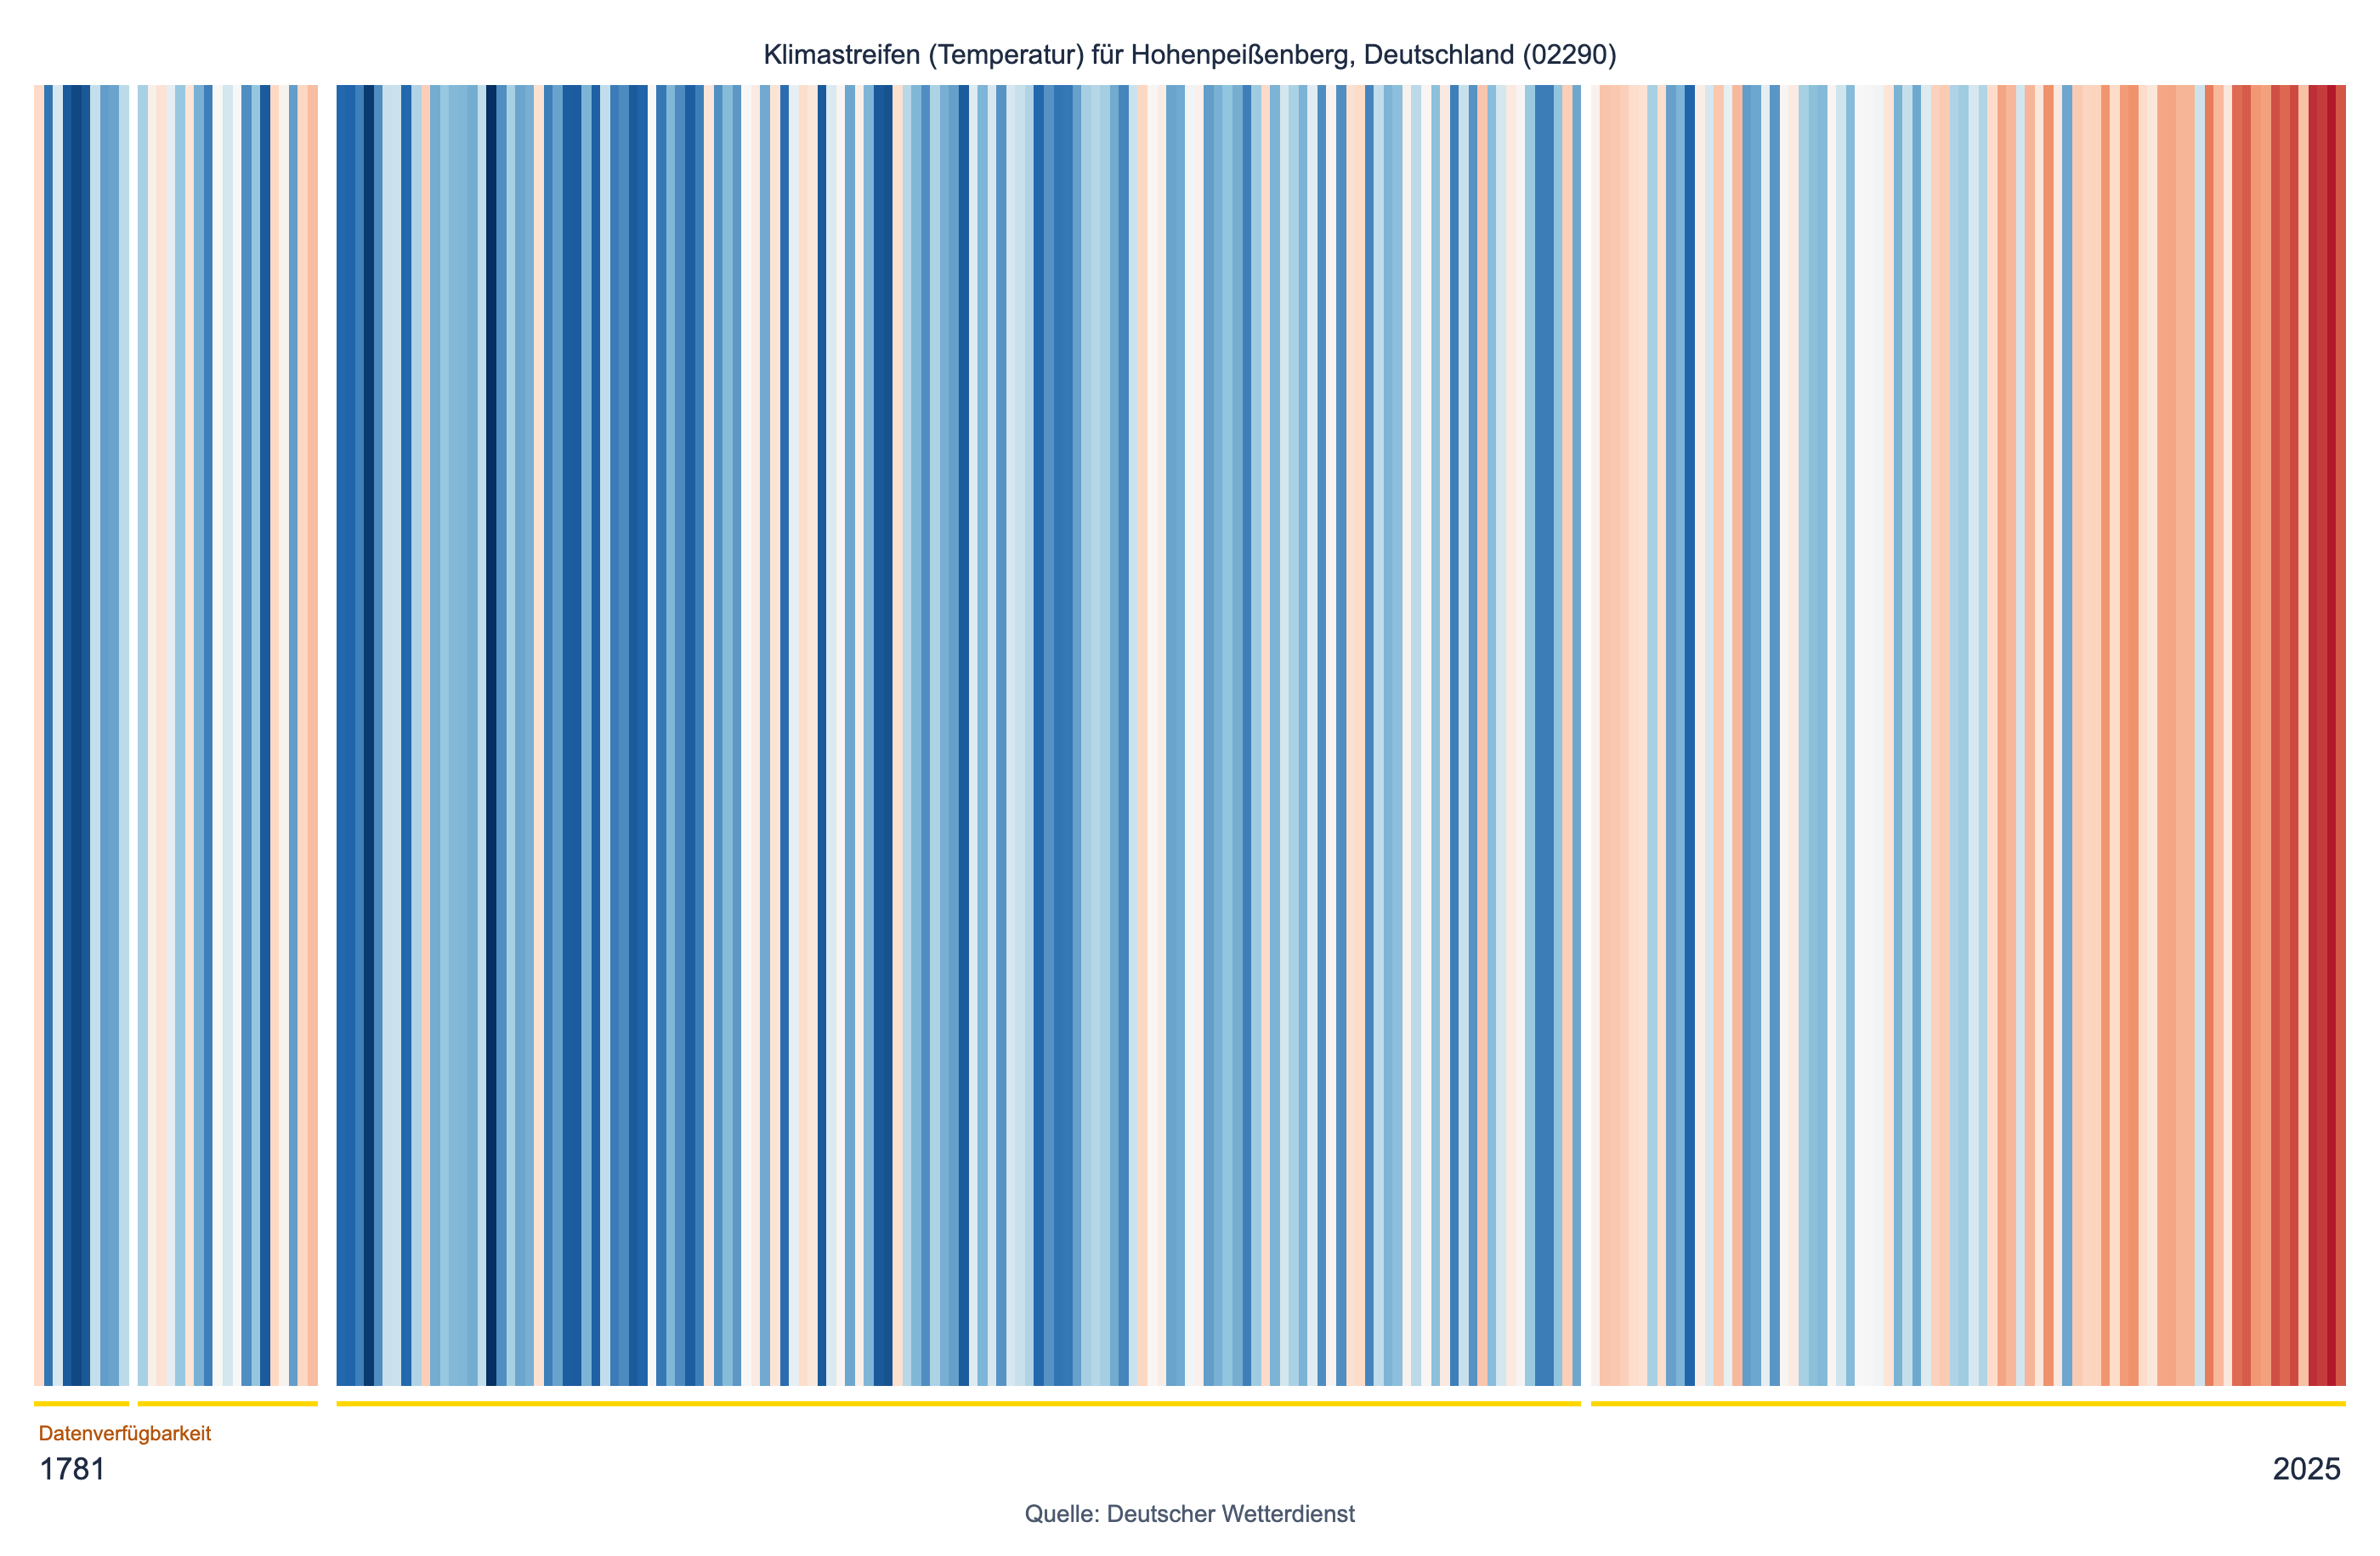 Klimastreifen (Temperatur) für Hohenpeißenberg, Deutschland (02290)
Datenverfügbarkeit
1781
2025
Quelle: Deutscher Wetterdienst